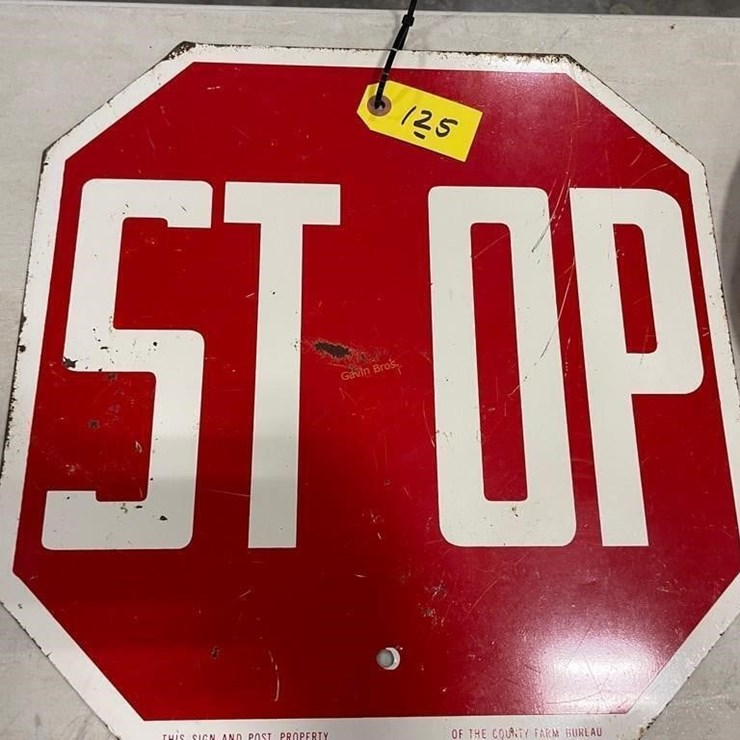 125
ST OP
Gavin Bros.
THIS SIGN AND POST PROPERTY OF THE COUNTY FARM BUREAU